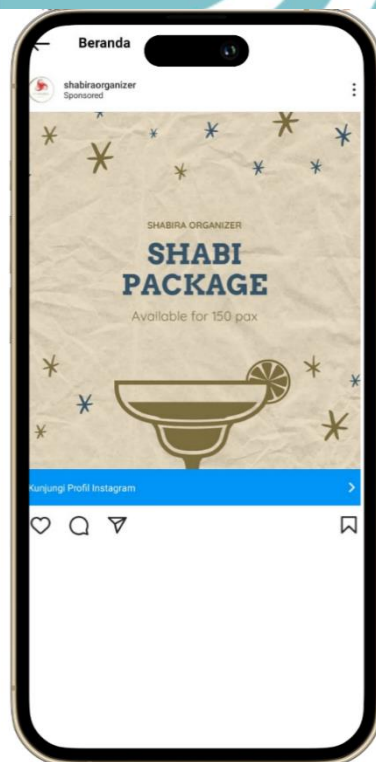 Beranda
shabiraorganizer
Sponsored
SHABIRA ORGANIZER
SHABI
PACKAGE
Available for 150 pax
Kunjungi Profil Instagram